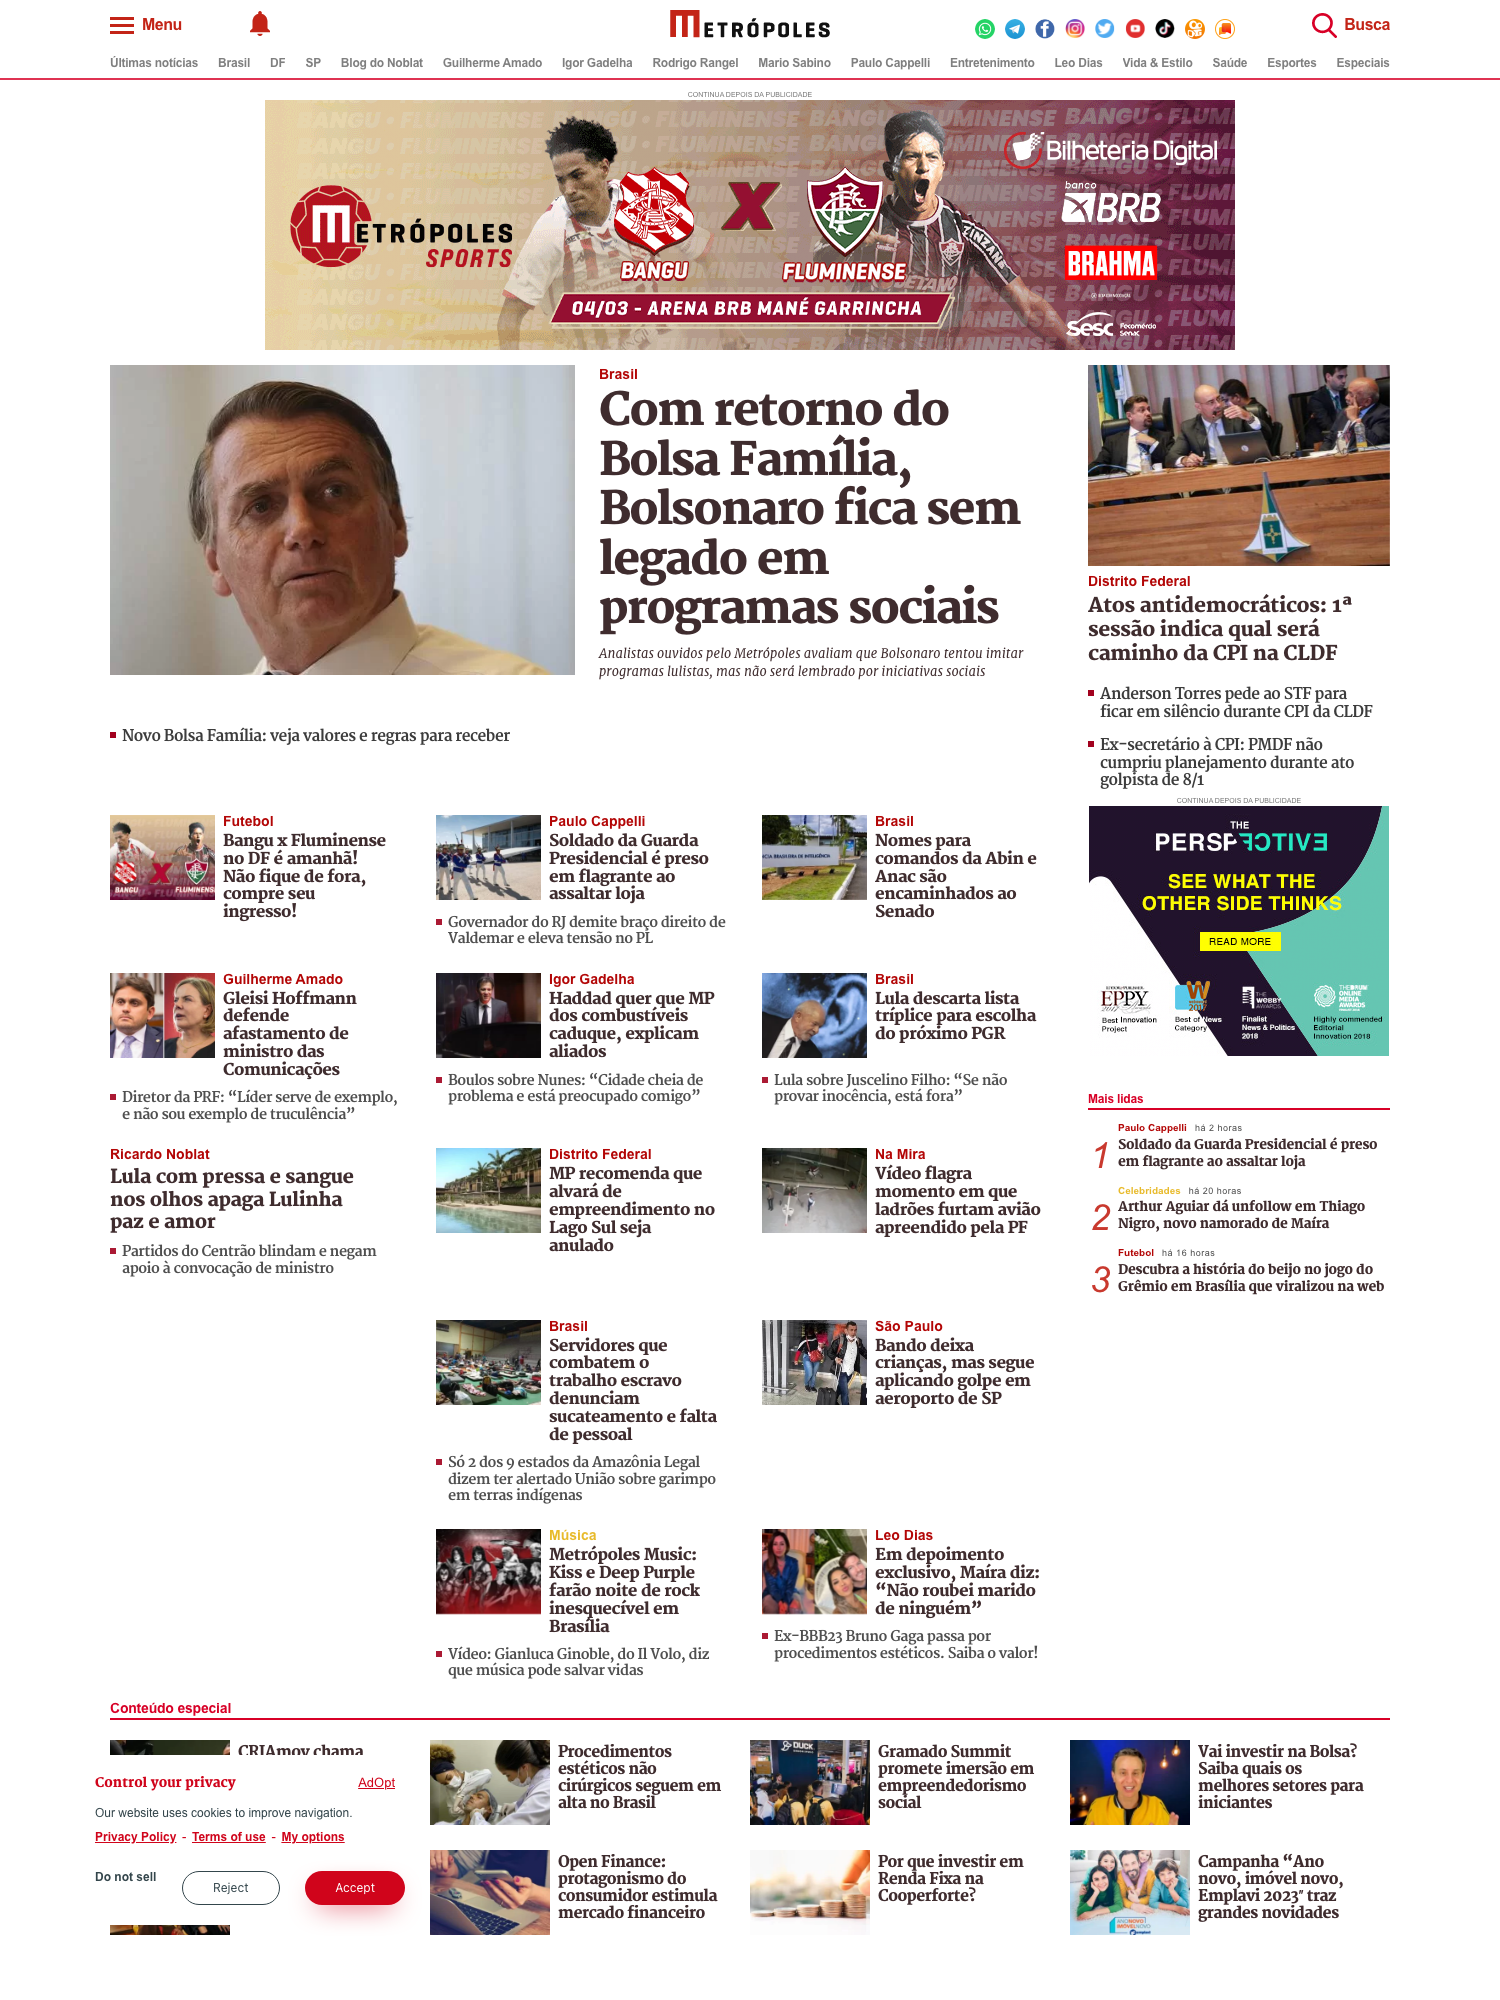 Menu
METRÓPOLES
Busca
Últimas notícias Brasil DF SP Blog do Noblat Guilherme Amado Igor Gadelha Rodrigo Rangel Mario Sabino Paulo Cappelli Entretenimento Leo Dias Vida & Estilo Saúde Esportes Especiais
CONTINUA DEPOIS DA PUBLICIDADE
METRÓPOLES
SPORTS
BANGU
X
FLUMINENSE
04/03 - ARENA BRB MANÉ GARRINCHA
Bilheteria Digital
banco
BRB
BRAHMA
Sesc Fecomércio
Senac
Brasil
Com retorno do
Bolsa Família,
Bolsonaro fica sem
legado em
programas sociais
Analistas ouvidos pelo Metrópoles avaliam que Bolsonaro tentou imitar
programas lulistas, mas não será lembrado por iniciativas sociais
Novo Bolsa Família: veja valores e regras para receber
Distrito Federal
Atos antidemocráticos: 1ª
sessão indica qual será
caminho da CPI na CLDF
Anderson Torres pede ao STF para
ficar em silêncio durante CPI da CLDF
Ex-secretário à CPI: PMDF não
cumpriu planejamento durante ato
golpista de 8/1
CONTINUA DEPOIS DA PUBLICIDADE
THE
PERSPECTIVE
SEE WHAT THE
OTHER SIDE THINKS
READ MORE
EPPY
Best Innovation
Project
W
2017
Best of News
Category
THE
WEBBY
AWARDS
Finalist
News & Politics
2018
THE DRUM
ONLINE
MEDIA
AWARDS
Highly commended
Editorial
Innovation 2018
Futebol
Bangu x Fluminense
no DF é amanhã!
Não fique de fora,
compre seu
ingresso!
Paulo Cappelli
Soldado da Guarda
Presidencial é preso
em flagrante ao
assaltar loja
Governador do RJ demite braço direito de
Valdemar e eleva tensão no PL
Brasil
Nomes para
comandos da Abin e
Anac são
encaminhados ao
Senado
Guilherme Amado
Gleisi Hoffmann
defende
afastamento de
ministro das
Comunicações
Diretor da PRF: “Líder serve de exemplo,
e não sou exemplo de truculência”
Igor Gadelha
Haddad quer que MP
dos combustíveis
caduque, explicam
aliados
Boulos sobre Nunes: “Cidade cheia de
problema e está preocupado comigo”
Brasil
Lula descarta lista
tríplice para escolha
do próximo PGR
Lula sobre Juscelino Filho: “Se não
provar inocência, está fora”
Mais lidas
Paulo Cappelli há 2 horas
1 Soldado da Guarda Presidencial é preso
em flagrante ao assaltar loja
Celebridades há 20 horas
2 Arthur Aguiar dá unfollow em Thiago
Nigro, novo namorado de Maíra
Futebol há 16 horas
3 Descubra a história do beijo no jogo do
Grêmio em Brasília que viralizou na web
Ricardo Noblat
Lula com pressa e sangue
nos olhos apaga Lulinha
paz e amor
Partidos do Centrão blindam e negam
apoio à convocação de ministro
Distrito Federal
MP recomenda que
alvará de
empreendimento no
Lago Sul seja
anulado
Na Mira
Vídeo flagra
momento em que
ladrões furtam avião
apreendido pela PF
Brasil
Servidores que
combatem o
trabalho escravo
denunciam
sucateamento e falta
de pessoal
Só 2 dos 9 estados da Amazônia Legal
dizem ter alertado União sobre garimpo
em terras indígenas
São Paulo
Bando deixa
crianças, mas segue
aplicando golpe em
aeroporto de SP
Música
Metrópoles Music:
Kiss e Deep Purple
farão noite de rock
inesquecível em
Brasília
Vídeo: Gianluca Ginoble, do Il Volo, diz
que música pode salvar vidas
Leo Dias
Em depoimento
exclusivo, Maíra diz:
“Não roubei marido
de ninguém”
Ex-BBB23 Bruno Gaga passa por
procedimentos estéticos. Saiba o valor!
Conteúdo especial
CRIAmov chama
Procedimentos
estéticos não
cirúrgicos seguem em
alta no Brasil
DUCK
Gramado Summit
promete imersão em
empreendedorismo
social
Vai investir na Bolsa?
Saiba quais os
melhores setores para
iniciantes
Control your privacy
AdOpt
Our website uses cookies to improve navigation.
Privacy Policy - Terms of use - My options
Do not sell
Reject
Accept
Open Finance:
protagonismo do
consumidor estimula
mercado financeiro
Por que investir em
Renda Fixa na
Cooperforte?
Campanha “Ano
novo, imóvel novo,
Emplavi 2023” traz
grandes novidades